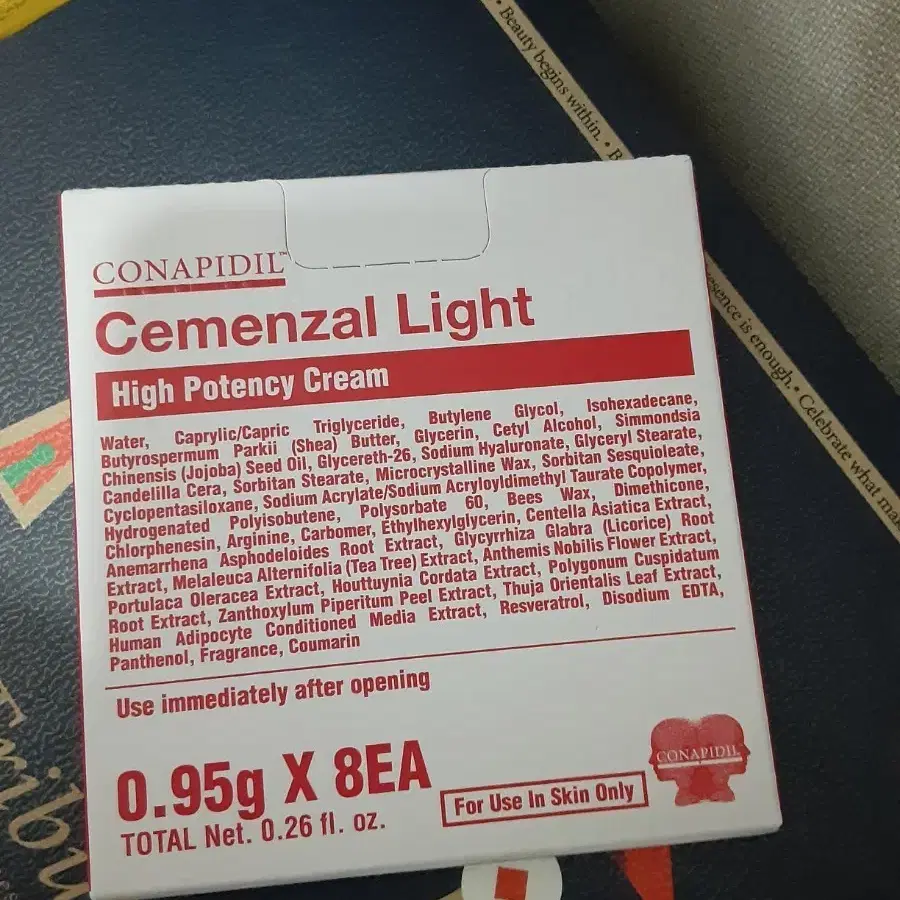 • Beauty begins within. • B
esence is enough. • Celebrate what ma
CONAPIDIL™
Cemenzal Light
High Potency Cream
Water, Caprylic/Capric Triglyceride, Butylene Glycol, Isohexadecane,
Butyrospermum Parkii (Shea) Butter, Glycerin, Cetyl Alcohol, Simmondsia
Chinensis (Jojoba) Seed Oil, Glycereth-26, Sodium Hyaluronate, Glyceryl Stearate,
Candelilla Cera, Sorbitan Stearate, Microcrystalline Wax, Sorbitan Sesquioleate,
Cyclopentasiloxane, Sodium Acrylate/Sodium Acryloyldimethyl Taurate Copolymer,
Hydrogenated Polyisobutene, Polysorbate 60, Bees Wax, Dimethicone,
Chlorphenesin, Arginine, Carbomer, Ethylhexylglycerin, Centella Asiatica Extract,
Anemarrhena Asphodeloides Root Extract, Glycyrrhiza Glabra (Licorice) Root
Extract, Melaleuca Alternifolia (Tea Tree) Extract, Anthemis Nobilis Flower Extract,
Portulaca Oleracea Extract, Houttuynia Cordata Extract, Polygonum Cuspidatum
Root Extract, Zanthoxylum Piperitum Peel Extract, Thuja Orientalis Leaf Extract,
Human Adipocyte Conditioned Media Extract, Resveratrol, Disodium EDTA,
Panthenol, Fragrance, Coumarin
Use immediately after opening
0.95g X 8EA
TOTAL Net. 0.26 fl. oz.
For Use In Skin Only
CONAPIDIL
Tribu